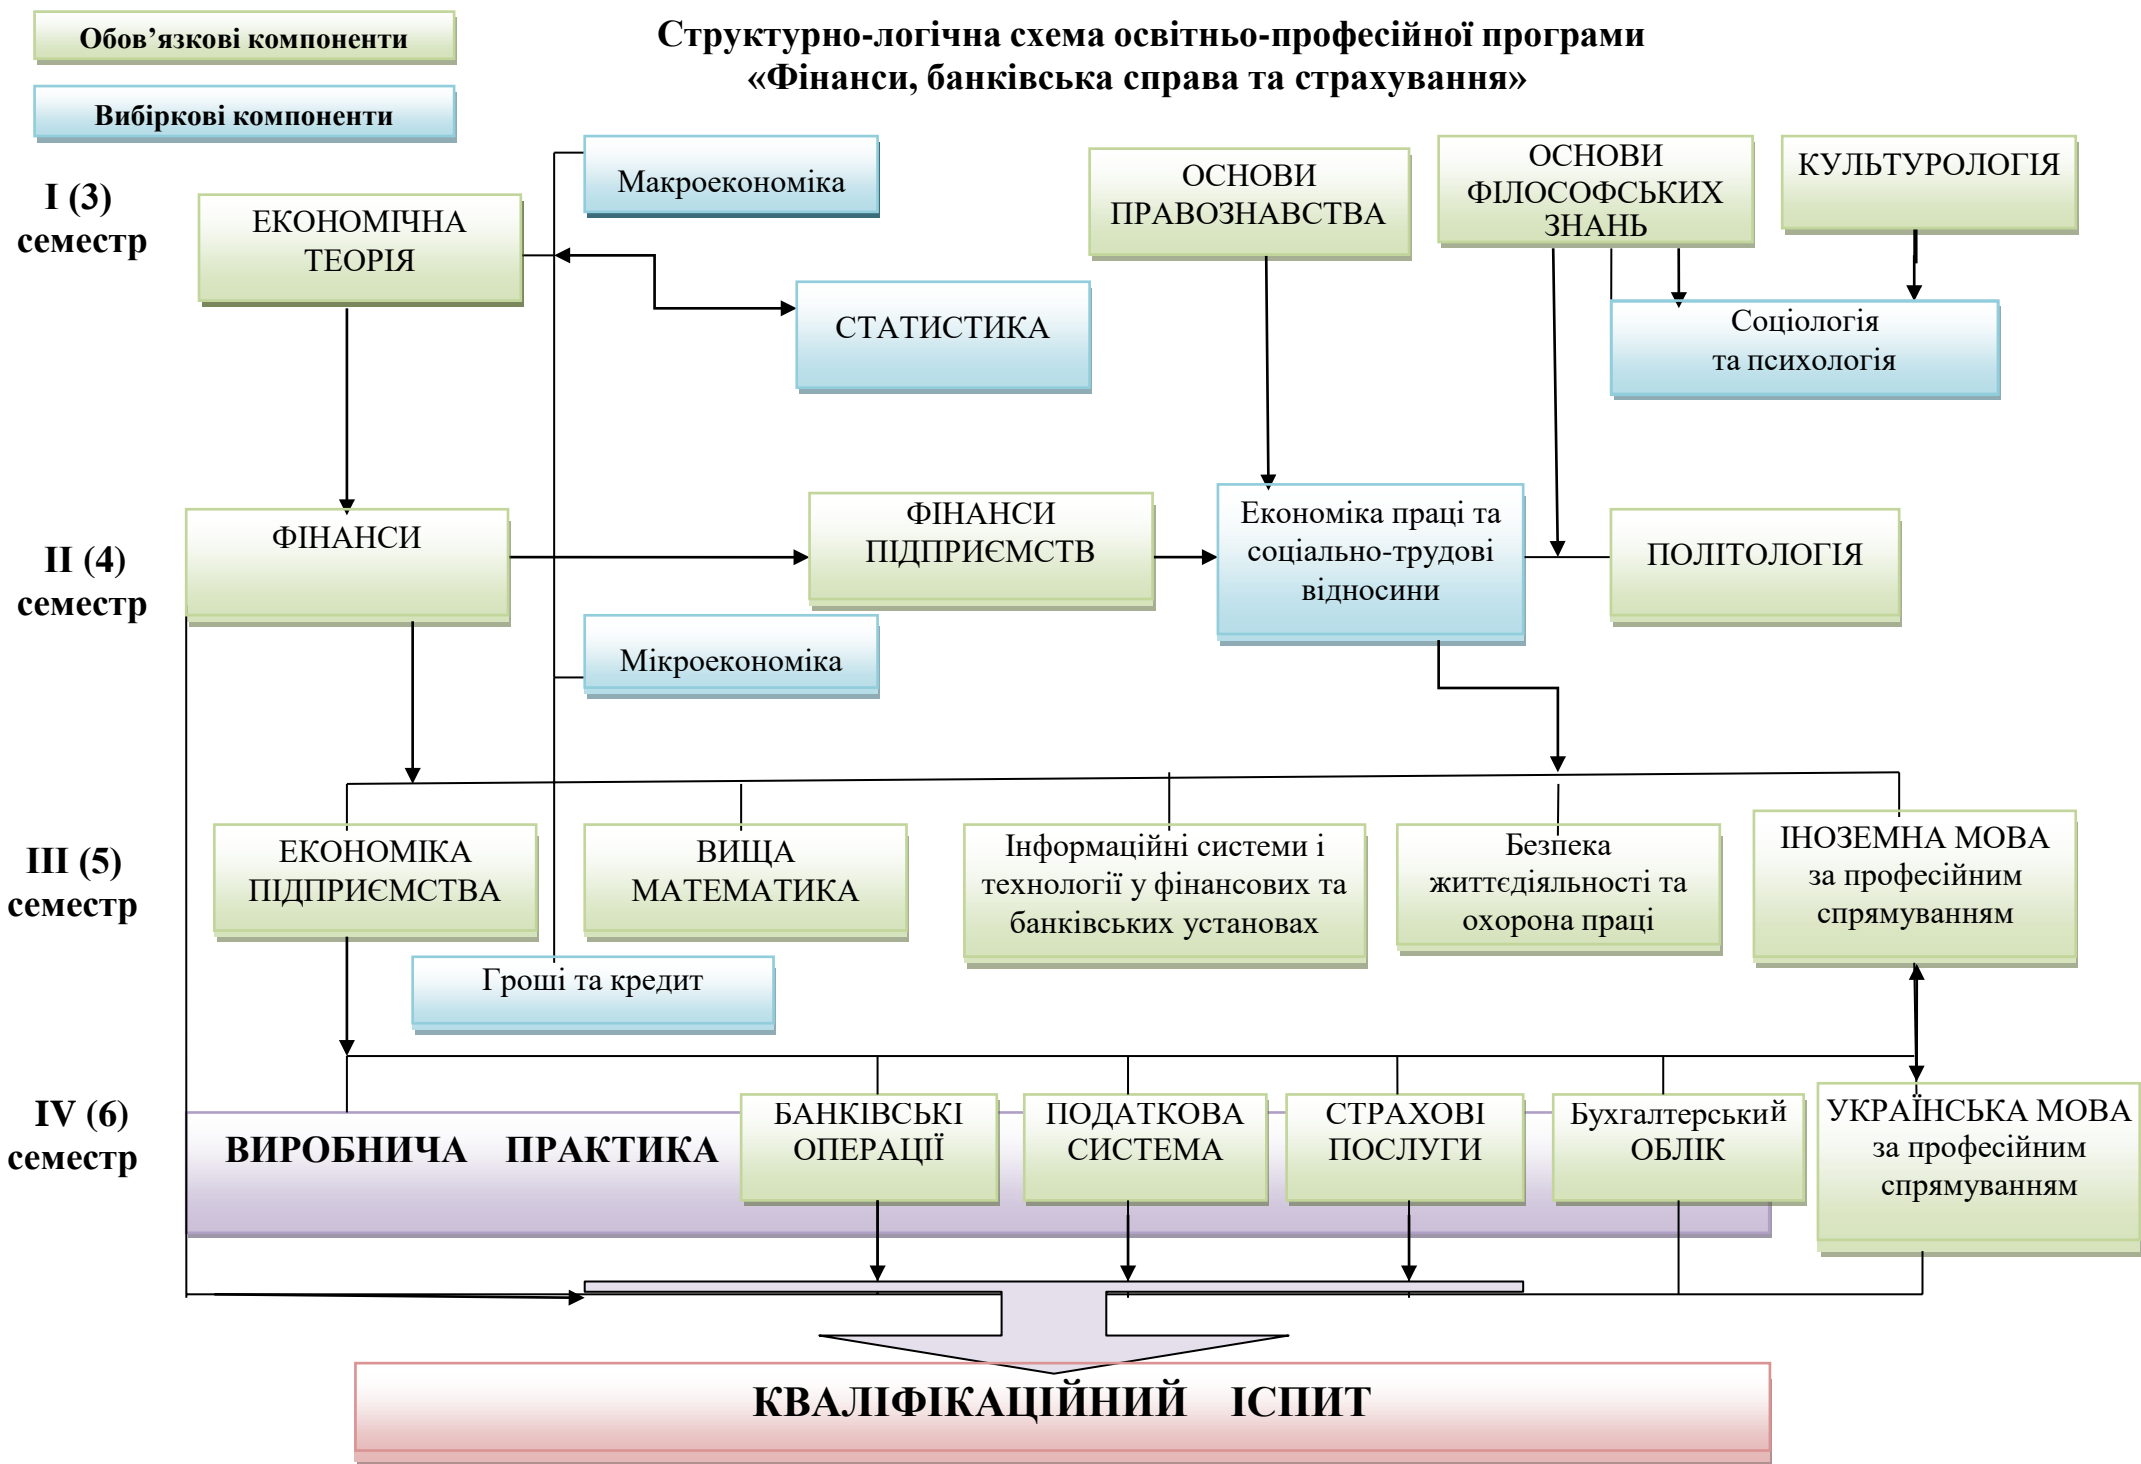 Обов’язкові компоненти
Вибіркові компоненти
Структурно-логічна схема освітньо-професійної програми
«Фінанси, банківська справа та страхування»
І (3)
семестр
ЕКОНОМІЧНА
ТЕОРІЯ
Макроекономіка
СТАТИСТИКА
ОСНОВИ
ПРАВОЗНАВСТВА
ОСНОВИ
ФІЛОСОФСЬКИХ
ЗНАНЬ
КУЛЬТУРОЛОГІЯ
Соціологія
та психологія
ІІ (4)
семестр
ФІНАНСИ
ФІНАНСИ
ПІДПРИЄМСТВ
Економіка праці та
соціально-трудові
відносини
ПОЛІТОЛОГІЯ
Мікроекономіка
ІІІ (5)
семестр
ЕКОНОМІКА
ПІДПРИЄМСТВА
ВИЩА
МАТЕМАТИКА
Інформаційні системи і
технології у фінансових та
банківських установах
Безпека
життєдіяльності та
охорона праці
ІНОЗЕМНА МОВА
за професійним
спрямуванням
Гроші та кредит
IV (6)
семестр
ВИРОБНИЧА ПРАКТИКА
БАНКІВСЬКІ
ОПЕРАЦІЇ
ПОДАТКОВА
СИСТЕМА
СТРАХОВІ
ПОСЛУГИ
Бухгалтерський
ОБЛІК
УКРАЇНСЬКА МОВА
за професійним
спрямуванням
КВАЛІФІКАЦІЙНИЙ ІСПИТ